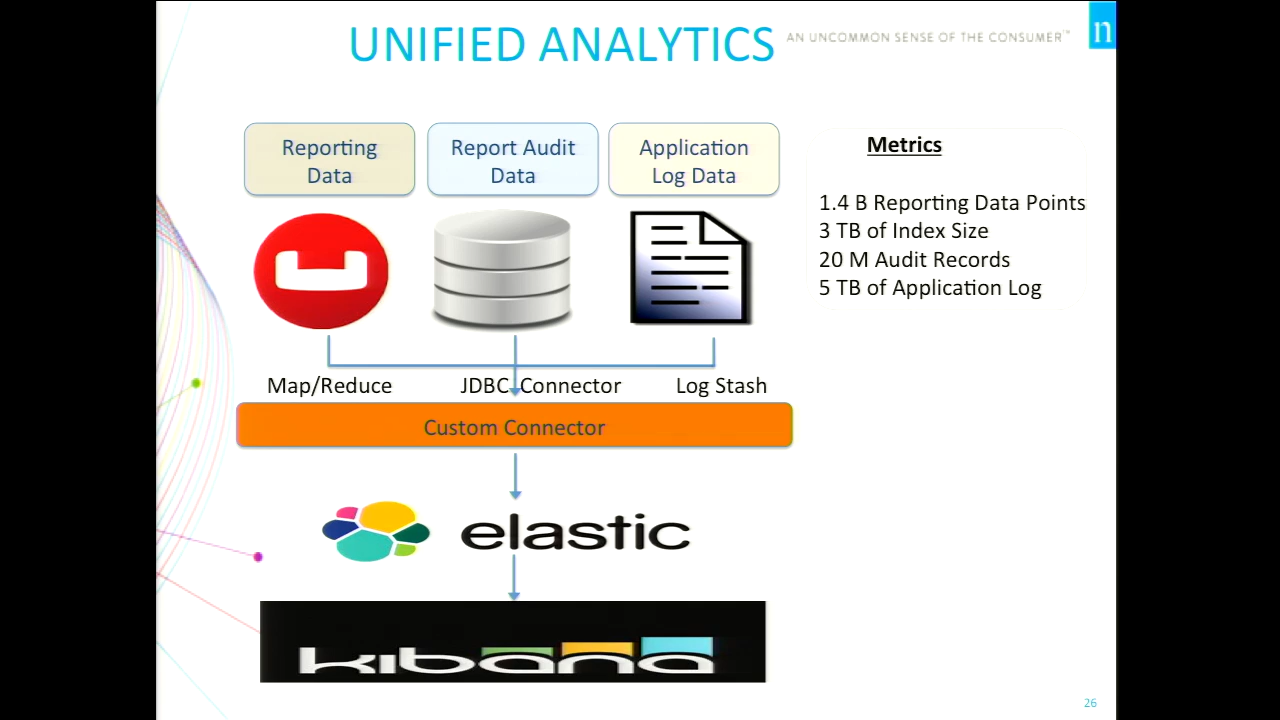 UNIFIED ANALYTICS
AN UNCOMMON SENSE OF THE CONSUMER™
n
Reporting
Data
Report Audit
Data
Application
Log Data
Metrics
1.4 B Reporting Data Points
3 TB of Index Size
20 M Audit Records
5 TB of Application Log
Map/Reduce
JDBC Connector
Log Stash
Custom Connector
elastic
kibana
26